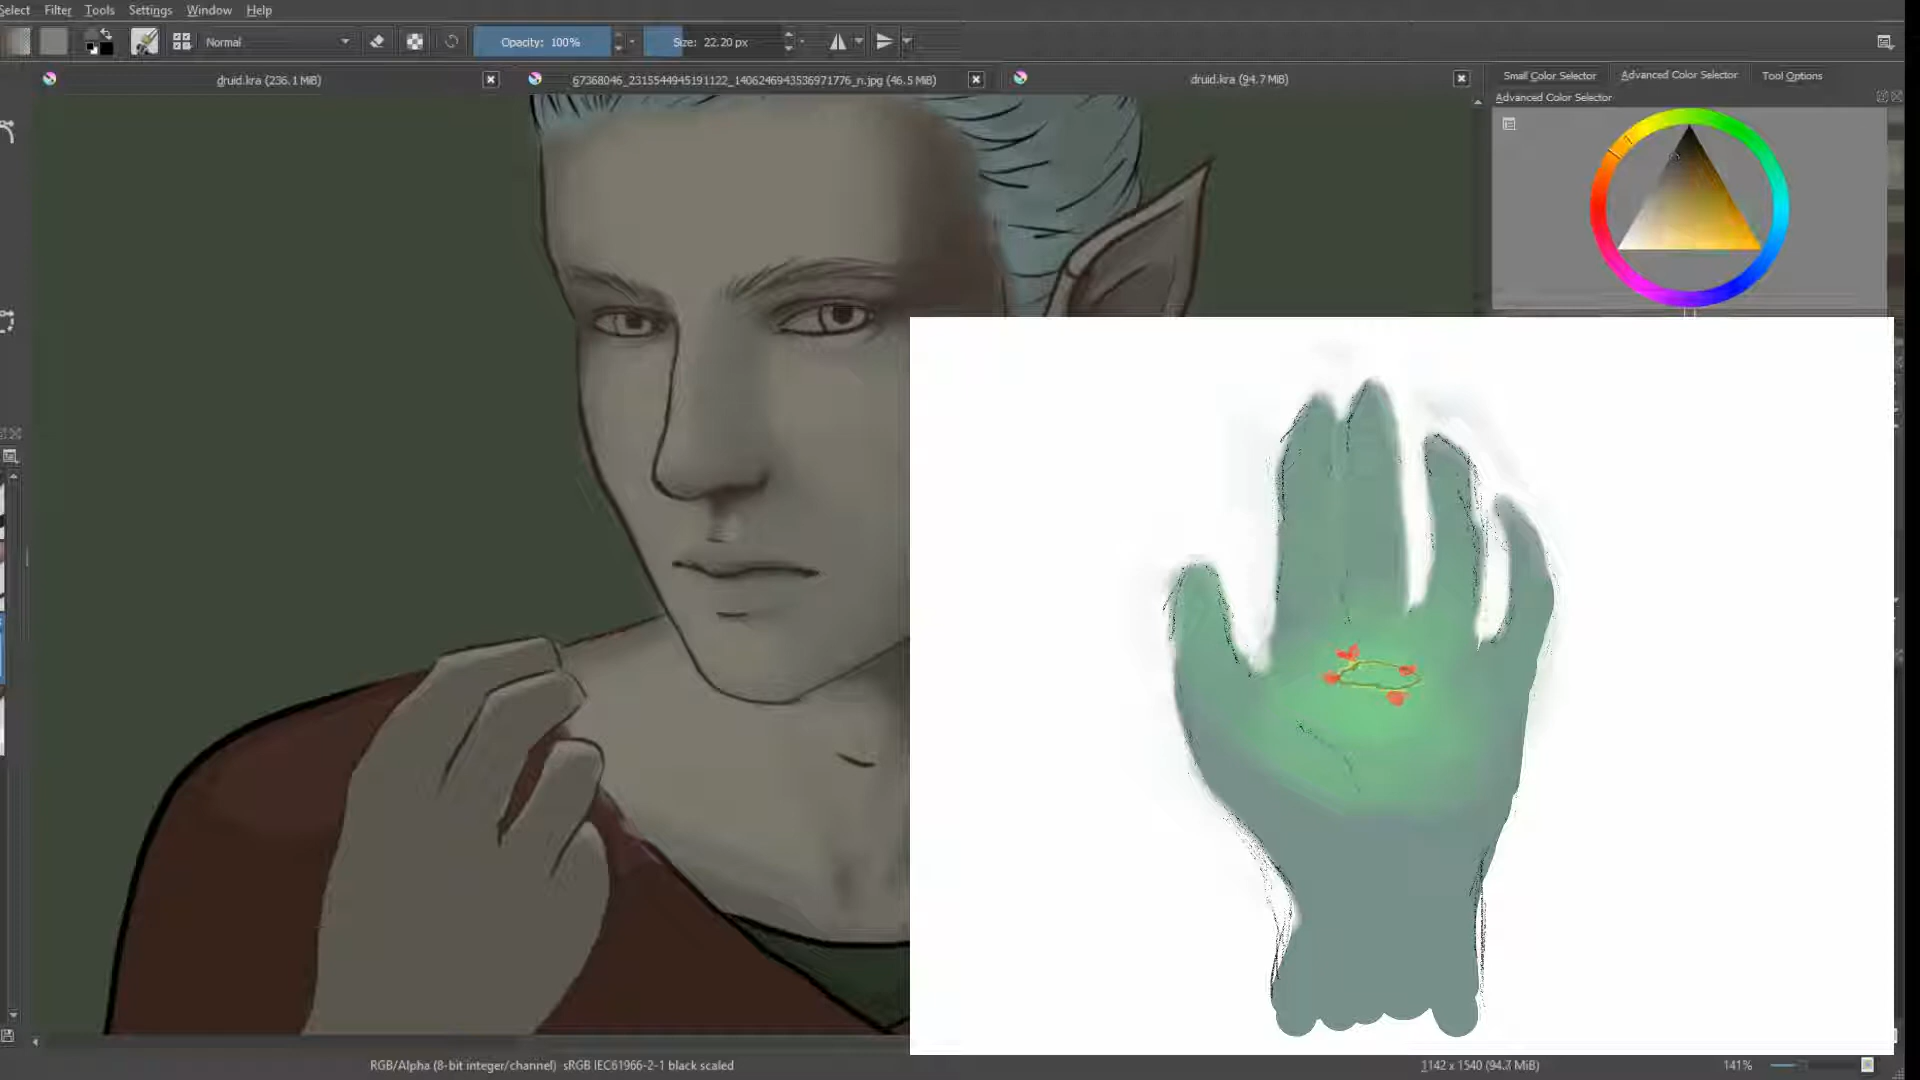 Select Filter Tools Settings Window Help
Normal Opacity: 100% Size: 22.20 px
druid.kra (236.1 MiB) 67368046_2315544945191122_1406246943536971776_n.jpg (46.5 MiB) druid.kra (94.7 MiB)
Small Color Selector Advanced Color Selector Tool Options
Advanced Color Selector
RGB/Alpha (8-bit integer/channel) sRGB IEC61966-2-1 black scaled 1142 x 1540 (94.7 MiB) 141%